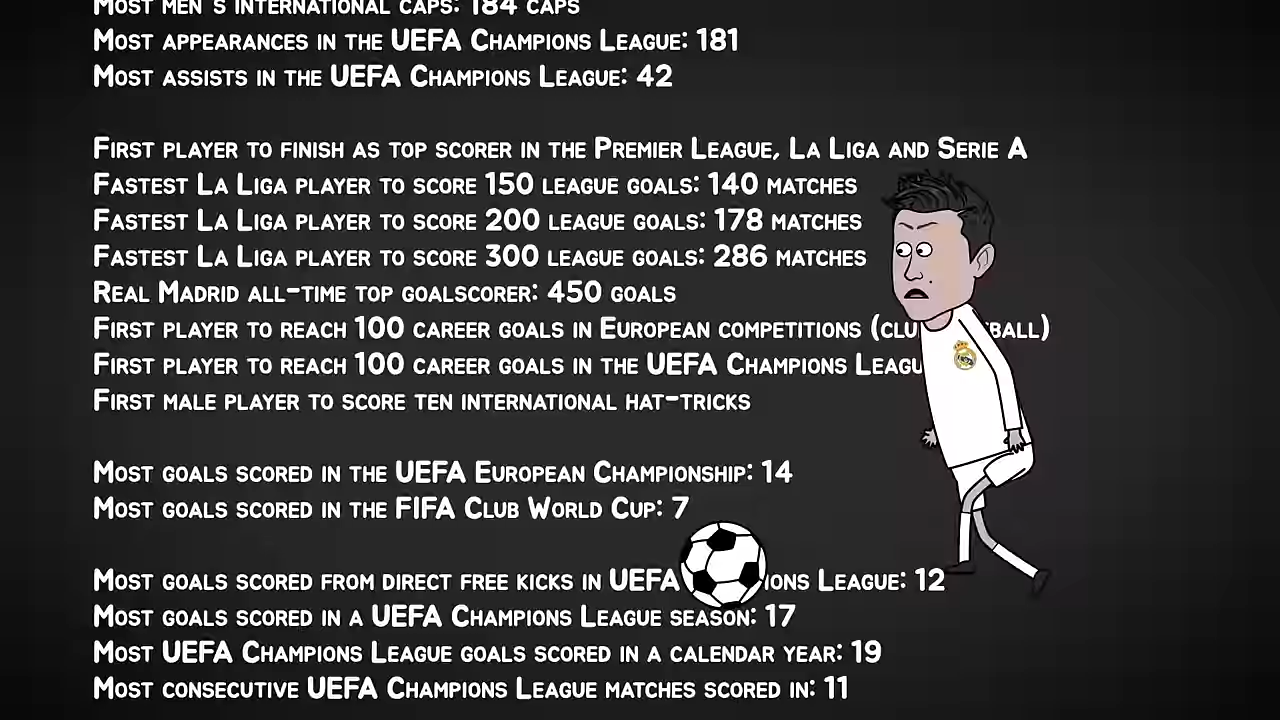 Most men's international caps: 184 caps
Most appearances in the UEFA Champions League: 181
Most assists in the UEFA Champions League: 42
First player to finish as top scorer in the Premier League, La Liga and Serie A
Fastest La Liga player to score 150 league goals: 140 matches
Fastest La Liga player to score 200 league goals: 178 matches
Fastest La Liga player to score 300 league goals: 286 matches
Real Madrid all-time top goalscorer: 450 goals
First player to reach 100 career goals in European competitions
First player to reach 100 career goals in the UEFA Champions
First male player to score ten international hat-tricks
Most goals scored in the UEFA European Championship: 14
Most goals scored in the FIFA Club World Cup: 7
Most goals scored from direct free kicks in UEFA League: 12
Most goals scored in a UEFA Champions League season: 17
Most UEFA Champions League goals scored in a calendar year: 19
Most consecutive UEFA Champions League matches scored in: 11